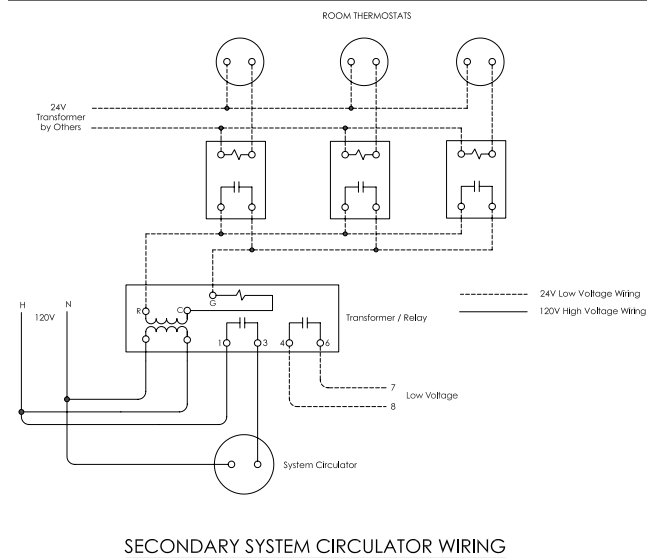 ROOM THERMOSTATS
24V
Transformer
by Others
G
R
C
H
N
120V
1
3
4
6
Transformer / Relay
24V Low Voltage Wiring
120V High Voltage Wiring
7
8
Low Voltage
System Circulator
SECONDARY SYSTEM CIRCULATOR WIRING